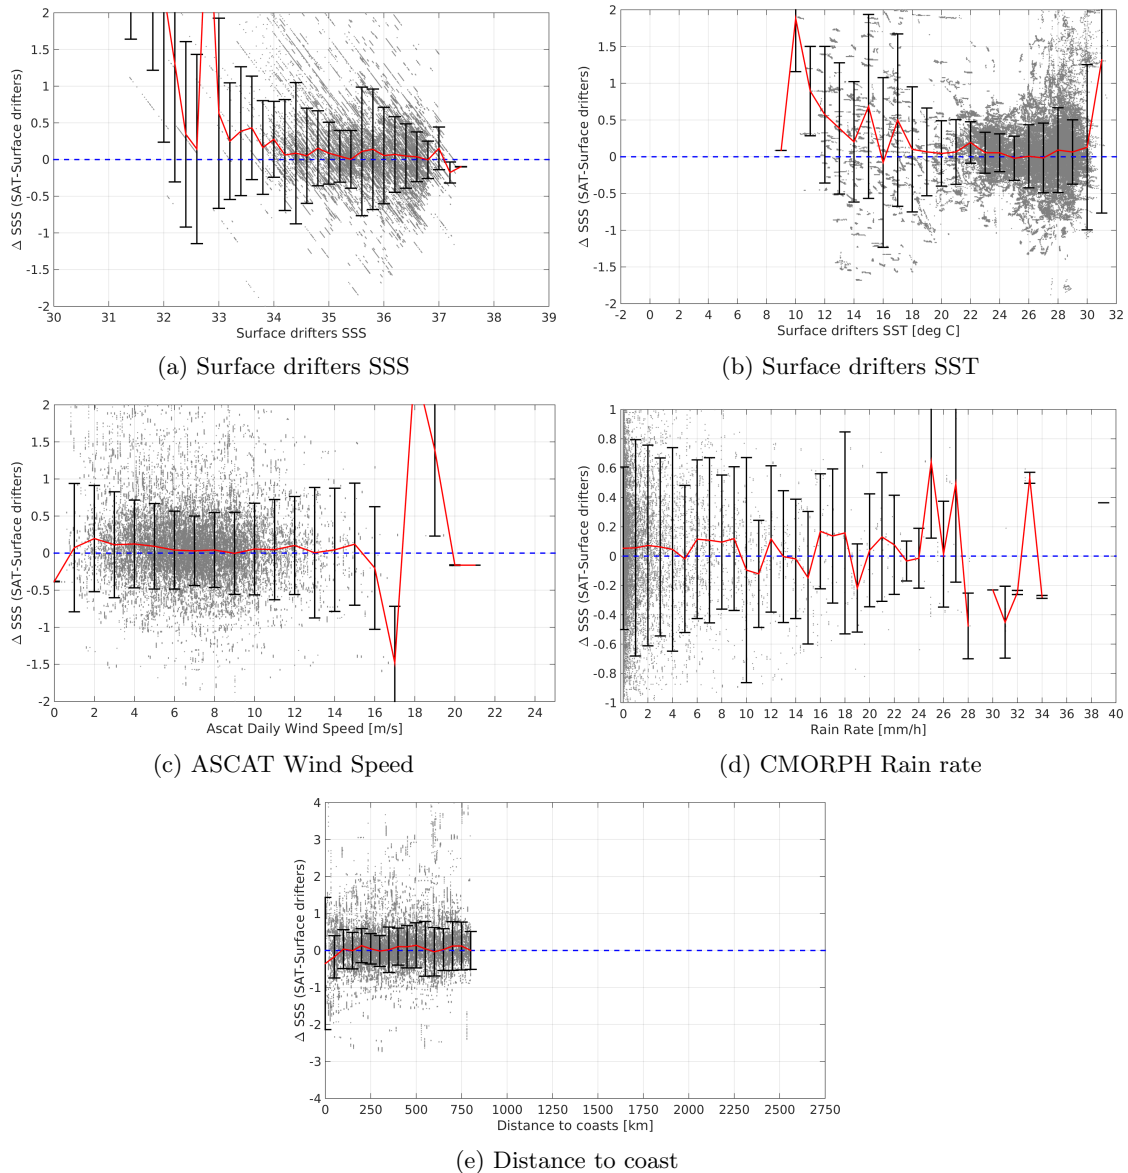 2
1.5
1
0.5
0
-0.5
-1
-1.5
-2
Δ SSS (SAT-Surface drifters)
30 31 32 33 34 35 36 37 38 39
Surface drifters SSS
(a) Surface drifters SSS
2
1.5
1
0.5
0
-0.5
-1
-1.5
-2
Δ SSS (SAT-Surface drifters)
-2 0 2 4 6 8 10 12 14 16 18 20 22 24 26 28 30 32
Surface drifters SST [deg C]
(b) Surface drifters SST
2
1.5
1
0.5
0
-0.5
-1
-1.5
-2
Δ SSS (SAT-Surface drifters)
0 2 4 6 8 10 12 14 16 18 20 22 24
Ascat Daily Wind Speed [m/s]
(c) ASCAT Wind Speed
1
0.8
0.6
0.4
0.2
0
-0.2
-0.4
-0.6
-0.8
-1
Δ SSS (SAT-Surface drifters)
0 2 4 6 8 10 12 14 16 18 20 22 24 26 28 30 32 34 36 38 40
Rain Rate [mm/h]
(d) CMORPH Rain rate
4
3
2
1
0
-1
-2
-3
-4
Δ SSS (SAT-Surface drifters)
0 250 500 750 1000 1250 1500 1750 2000 2250 2500 2750
Distance to coasts [km]
(e) Distance to coast